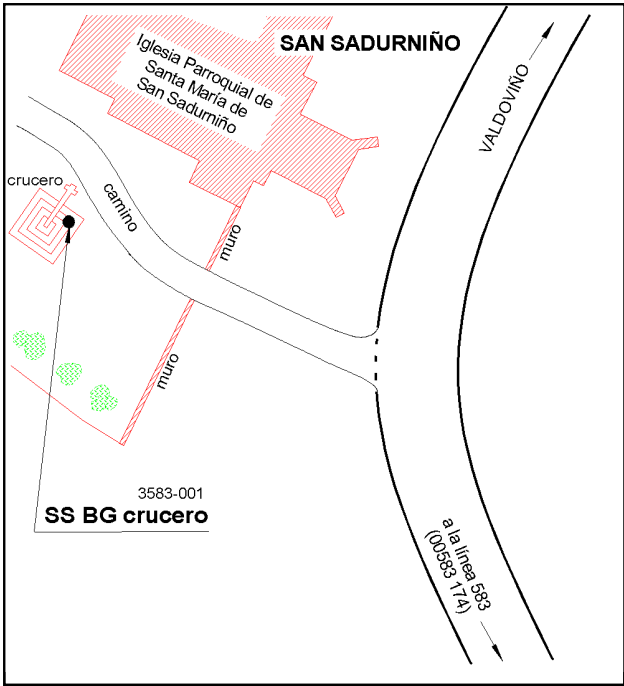 SAN SADURNIÑO
Iglesia Parroquial de
Santa María de
San Sadurniño
VALDOVIÑO
crucero
camino
muro
muro
3583-001
SS BG crucero
a la línea 583
(00583 174)